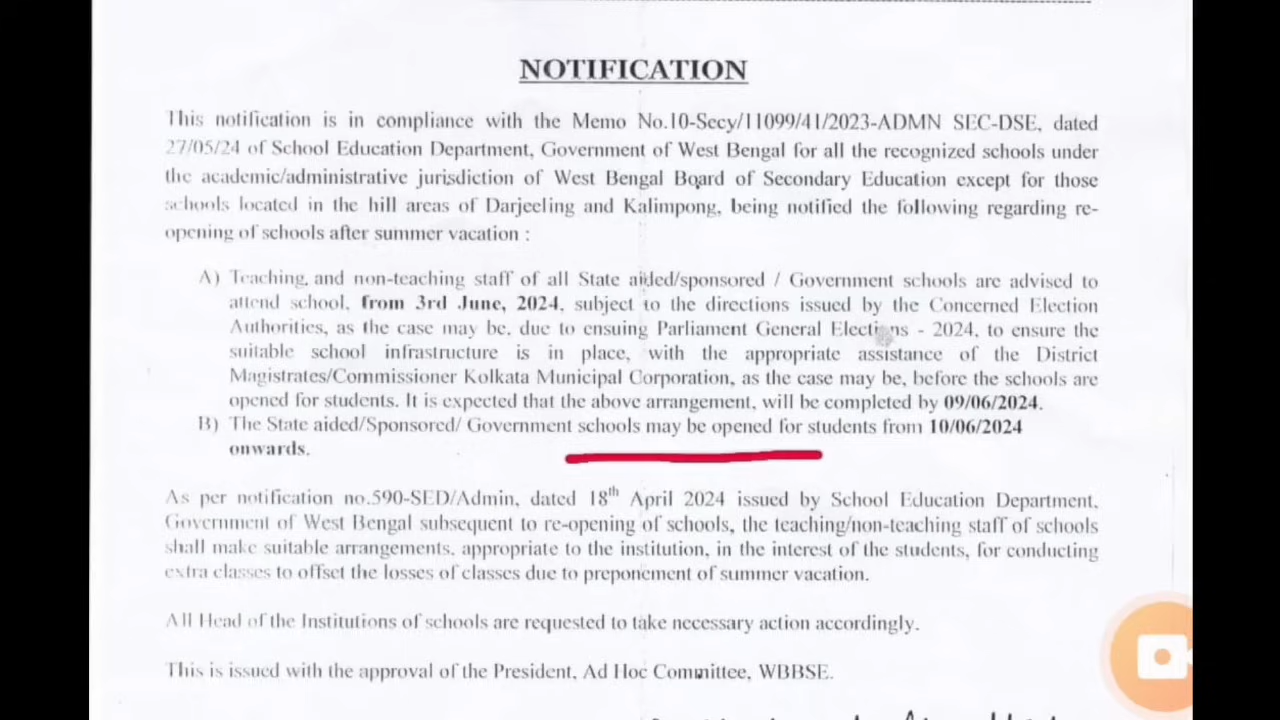 NOTIFICATION
This notification is in compliance with the Memo No.10-Secy/11099/41/2023-ADMN SEC-DSE, dated
27/05/24 of School Education Department, Government of West Bengal for all the recognized schools under
the academic/administrative jurisdiction of West Bengal Board of Secondary Education except for those
schools located in the hill areas of Darjeeling and Kalimpong, being notified the following regarding re-
opening of schools after summer vacation :
A) Teaching, and non-teaching staff of all State aided/sponsored / Government schools are advised to
attend school, from 3rd June, 2024, subject to the directions issued by the Concerned Election
Authorities, as the case may be, due to ensuing Parliament General Elections - 2024, to ensure the
suitable school infrastructure is in place, with the appropriate assistance of the District
Magistrates/Commissioner Kolkata Municipal Corporation, as the case may be, before the schools are
opened for students. It is expected that the above arrangement, will be completed by 09/06/2024.
B) The State aided/Sponsored/ Government schools may be opened for students from 10/06/2024
onwards.
As per notification no.590-SED/Admin, dated 18th April 2024 issued by School Education Department,
Government of West Bengal subsequent to re-opening of schools, the teaching/non-teaching staff of schools
shall make suitable arrangements, appropriate to the institution, in the interest of the students, for conducting
extra classes to offset the losses of classes due to preponement of summer vacation.
All Head of the Institutions of schools are requested to take necessary action accordingly.
This is issued with the approval of the President, Ad Hoc Committee, WBBSE.